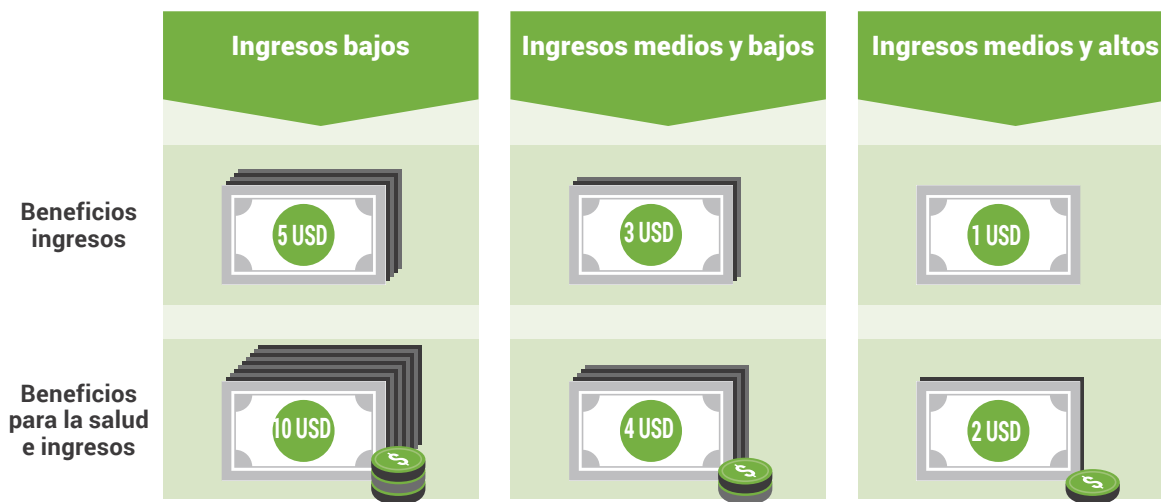 Ingresos bajos
Ingresos medios y bajos
Ingresos medios y altos
Beneficios
ingresos
5 USD
3 USD
1 USD
Beneficios
para la salud
e ingresos
10 USD
4 USD
2 USD
$
$
$